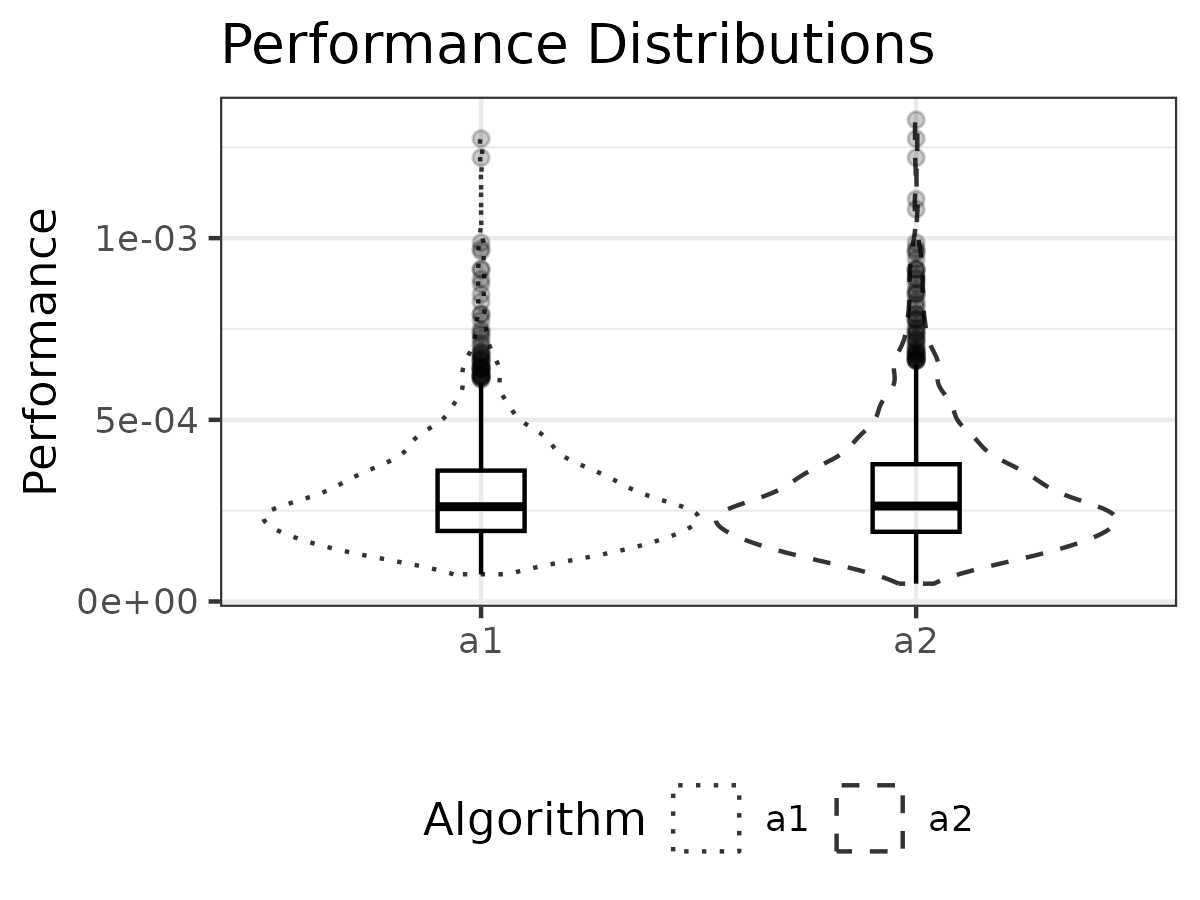 Performance Distributions
Performance
1e-03
5e-04
0e+00
a1
a2
Algorithm
a1
a2